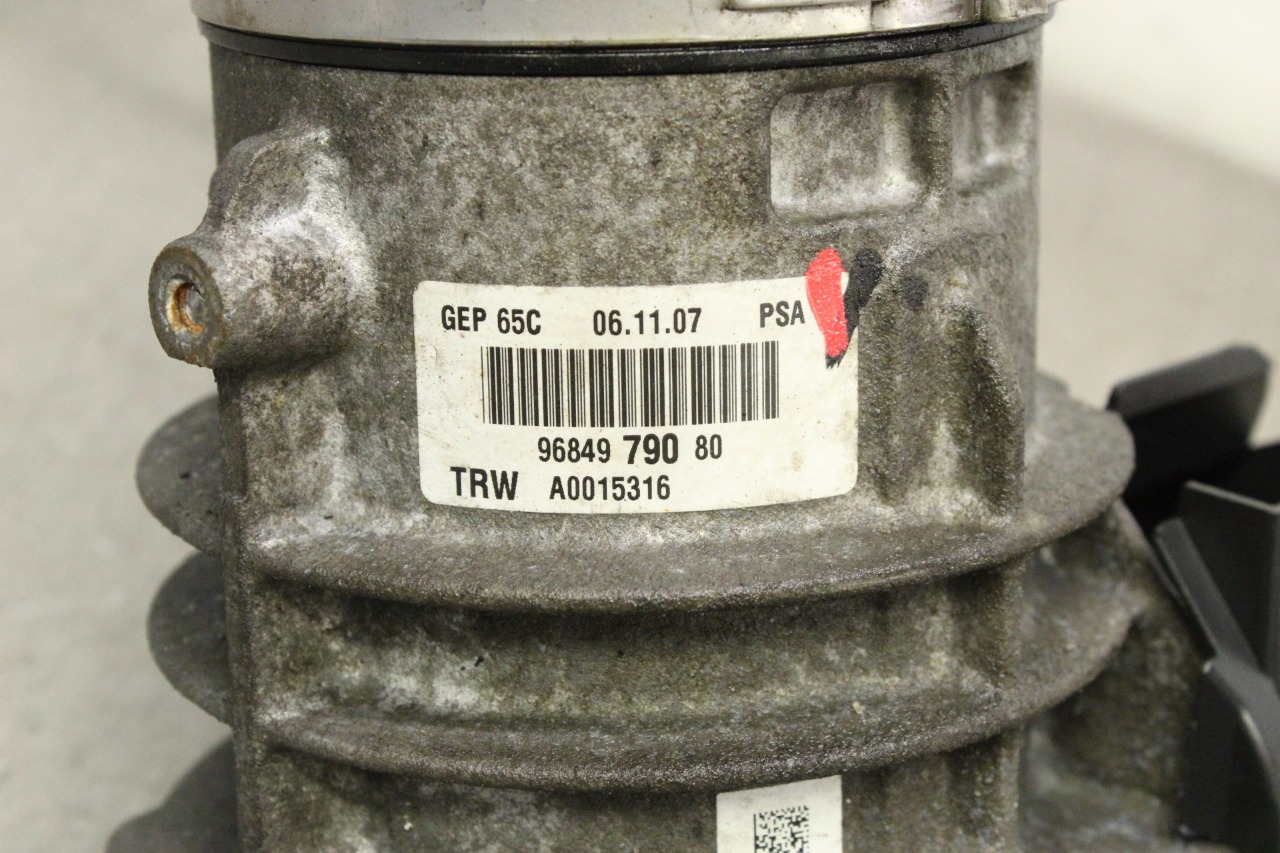 GEP 65C 06.11.07 PSA
96849 790 80
TRW A0015316